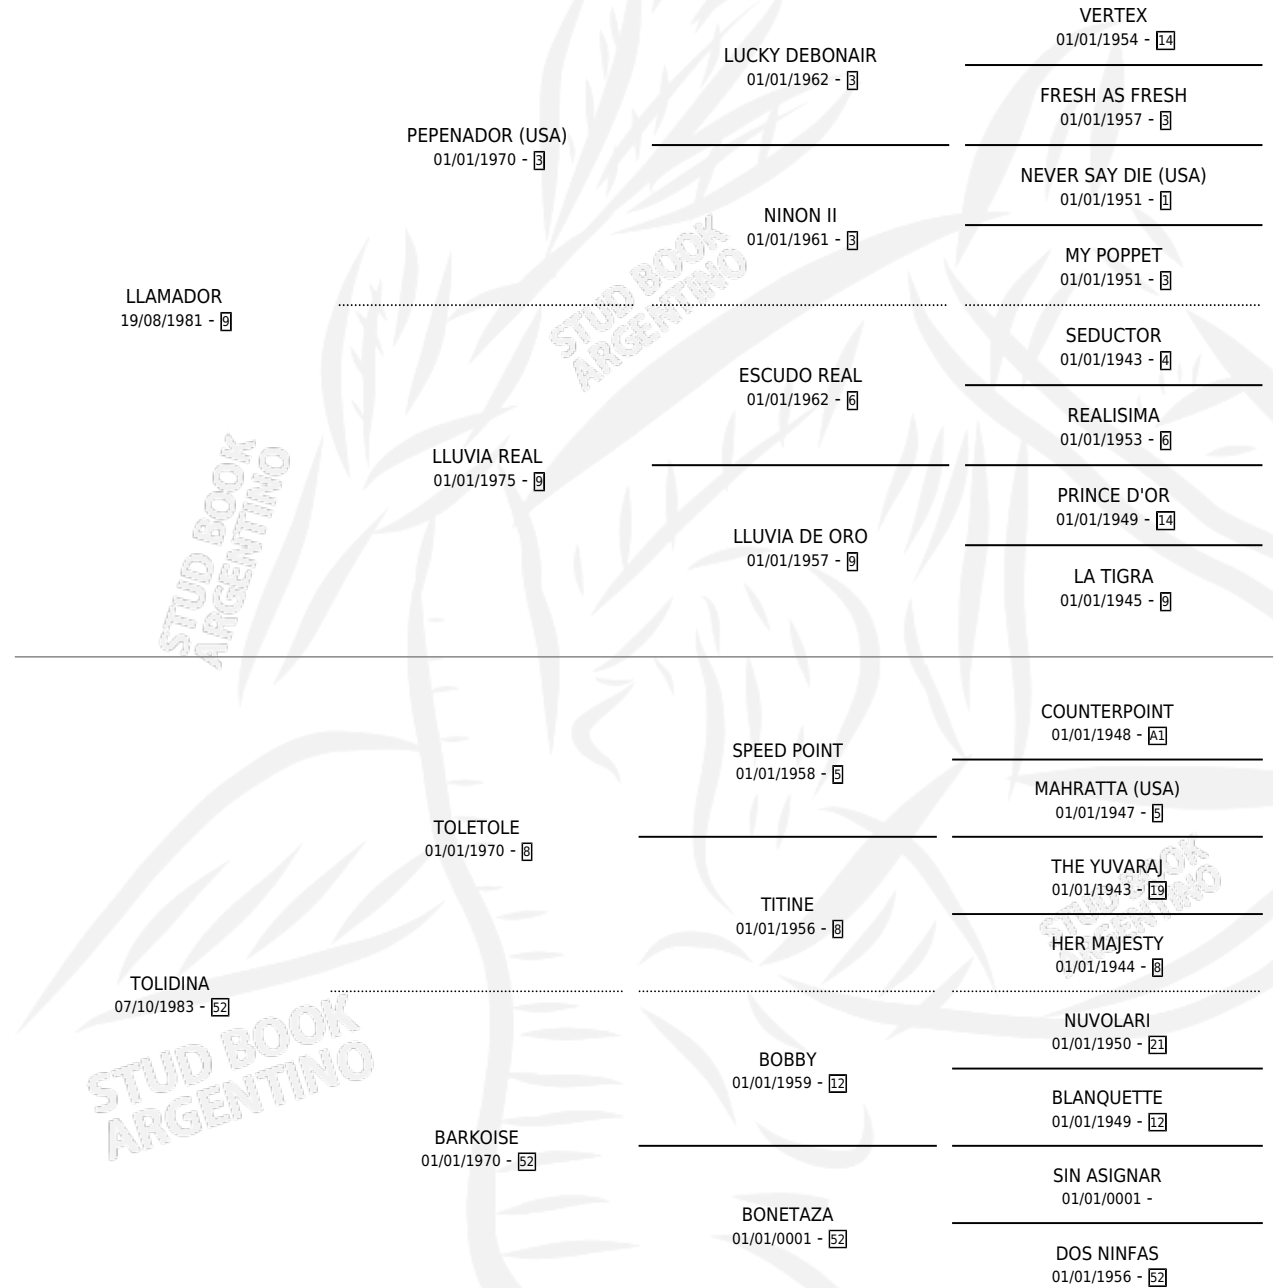 VERTEX
01/01/1954 - 14
LUCKY DEBONAIR
01/01/1962 - 3
FRESH AS FRESH
01/01/1957 - 3
PEPENADOR (USA)
01/01/1970 - 3
NEVER SAY DIE (USA)
01/01/1951 - 1
NINON II
01/01/1961 - 3
MY POPPET
01/01/1951 - 3
LLAMADOR
19/08/1981 - 9
SEDUCTOR
01/01/1943 - 4
ESCUDO REAL
01/01/1962 - 6
REALISIMA
01/01/1953 - 6
LLUVIA REAL
01/01/1975 - 9
PRINCE D'OR
01/01/1949 - 14
LLUVIA DE ORO
01/01/1957 - 9
LA TIGRA
01/01/1945 - 9
COUNTERPOINT
01/01/1948 - A1
SPEED POINT
01/01/1958 - 5
MAHRATTA (USA)
01/01/1947 - 5
TOLETOLE
01/01/1970 - 8
THE YUVARAJ
01/01/1943 - 19
TITINE
01/01/1956 - 8
HER MAJESTY
01/01/1944 - 8
TOLIDINA
07/10/1983 - 52
NUVOLARI
01/01/1950 - 21
BOBBY
01/01/1959 - 12
BLANQUETTE
01/01/1949 - 12
BARKOISE
01/01/1970 - 52
SIN ASIGNAR
01/01/0001 -
BONETAZA
01/01/0001 - 52
DOS NINFAS
01/01/1956 - 52
STUD BOOK
ARGENTINO
STUD BOOK
ARGENTINO
STUD BOOK
ARGENTINO
STUD BOOK
ARGENTINO